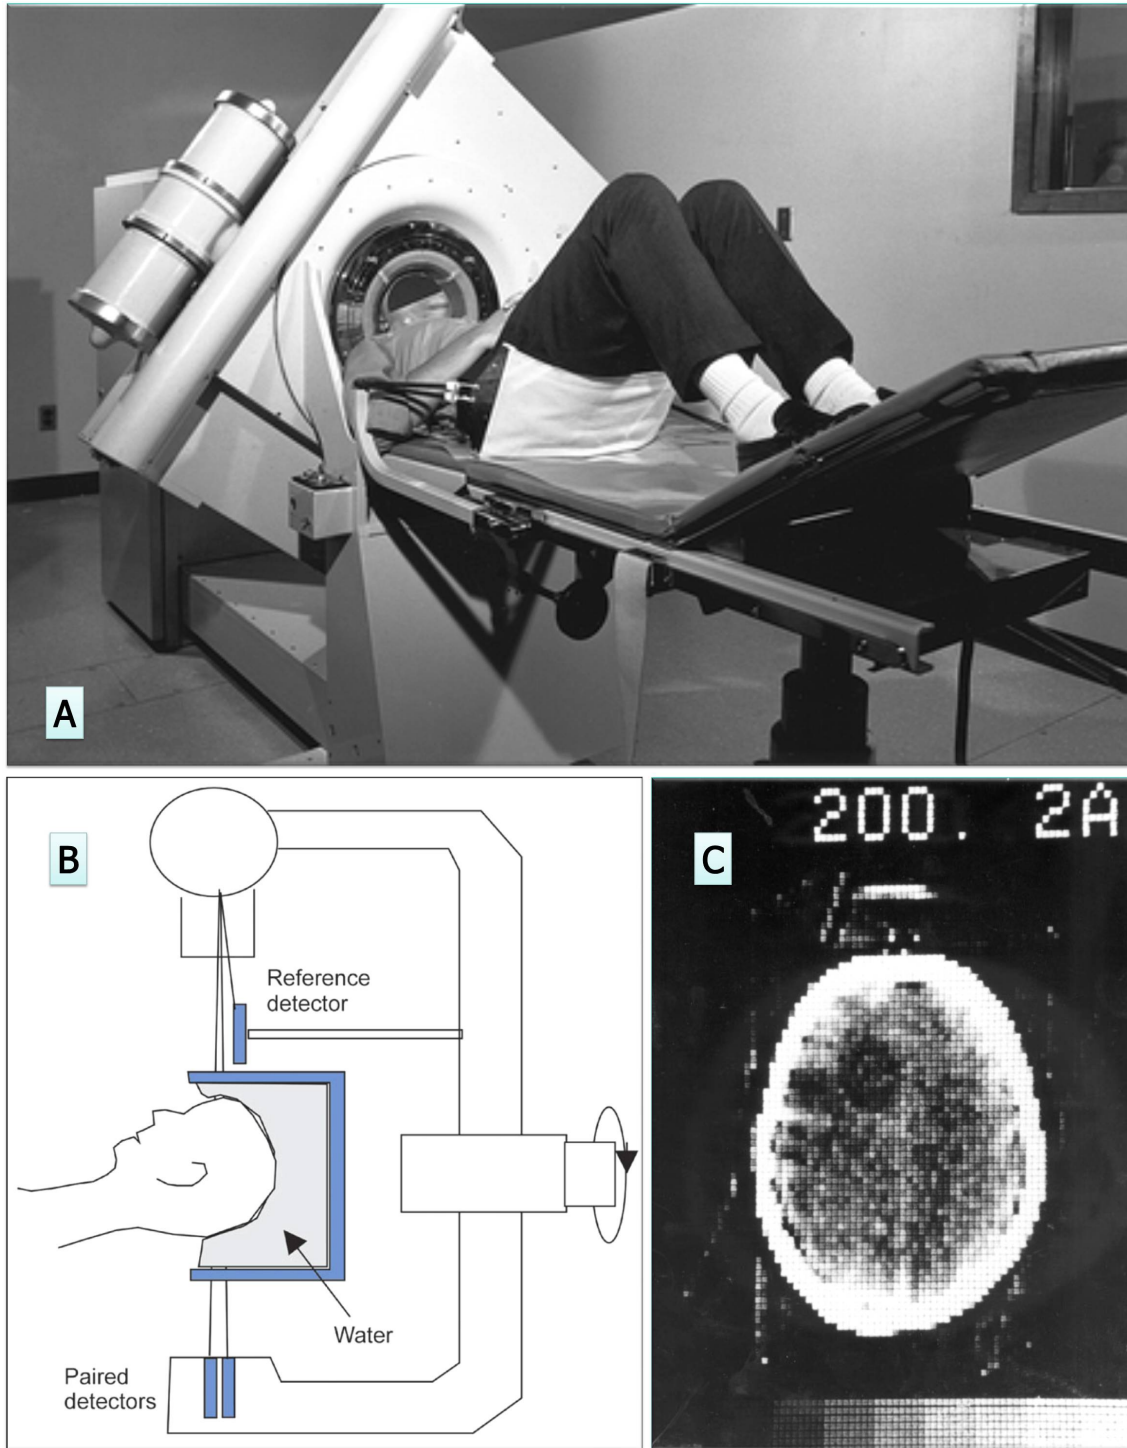 A
B
Reference
detector
Water
Paired
detectors
C
200. 2A